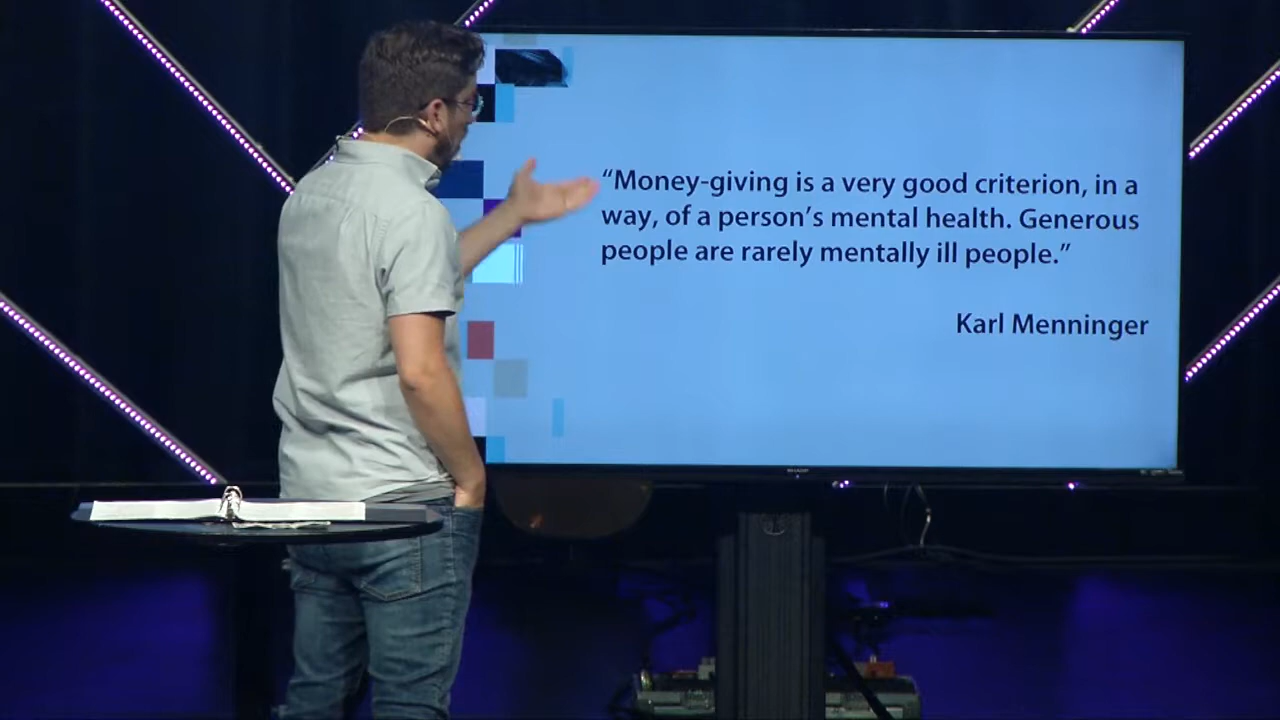 “Money-giving is a very good criterion, in a
way, of a person’s mental health. Generous
people are rarely mentally ill people.”
Karl Menninger
SHARP